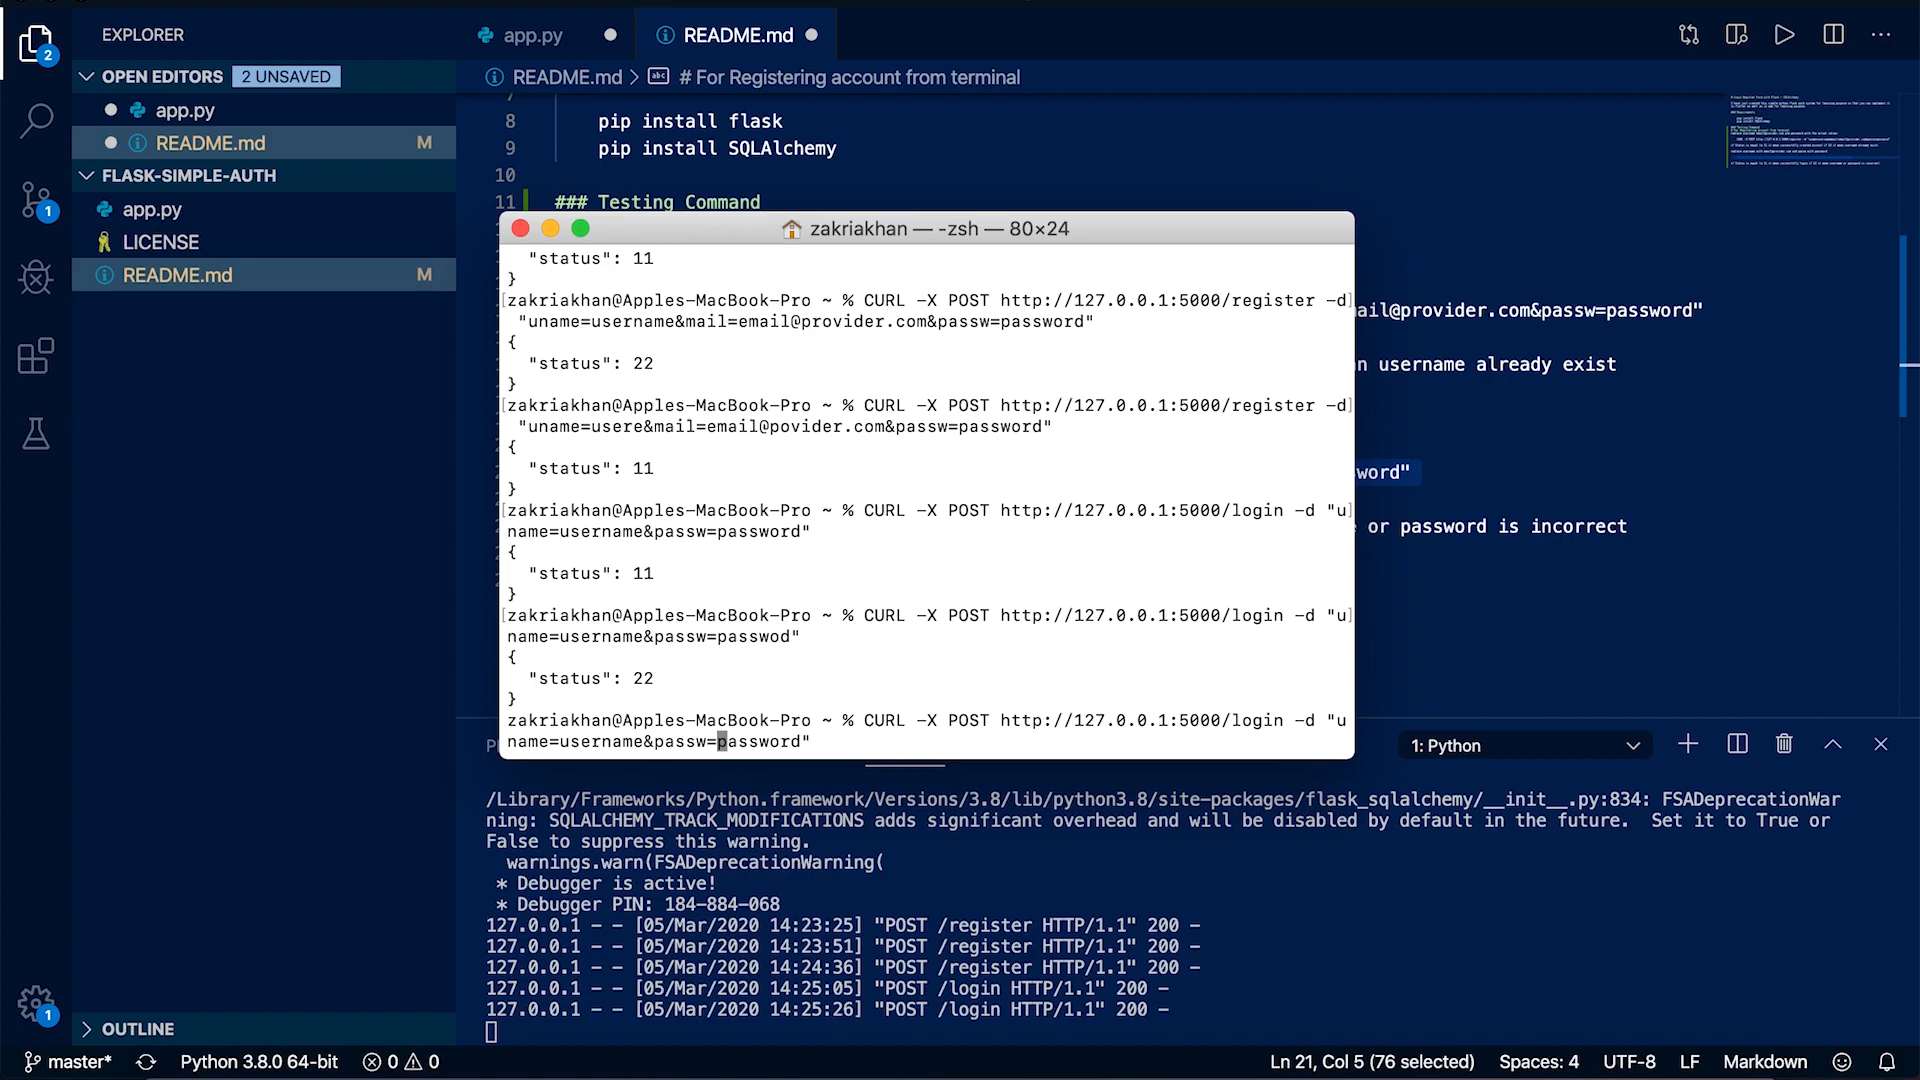 EXPLORER
app.py
README.md
OPEN EDITORS 2 UNSAVED
README.md > # For Registering account from terminal
app.py
README.md M
FLASK-SIMPLE-AUTH
app.py
LICENSE
README.md M
8 pip install flask
9 pip install SQLAlchemy
10
11 ### Testing Command
zakriakhan — -zsh — 80×24
"status": 11
}
zakriakhan@Apples-MacBook-Pro ~ % CURL -X POST http://127.0.0.1:5000/register -d
"uname=username&mail=email@provider.com&passw=password"
{
"status": 22
}
zakriakhan@Apples-MacBook-Pro ~ % CURL -X POST http://127.0.0.1:5000/register -d
"uname=usere&mail=email@povider.com&passw=password"
{
"status": 11
}
zakriakhan@Apples-MacBook-Pro ~ % CURL -X POST http://127.0.0.1:5000/login -d "u
name=username&passw=password"
{
"status": 11
}
zakriakhan@Apples-MacBook-Pro ~ % CURL -X POST http://127.0.0.1:5000/login -d "u
name=username&passw=passwod"
{
"status": 22
}
zakriakhan@Apples-MacBook-Pro ~ % CURL -X POST http://127.0.0.1:5000/login -d "u
name=username&passw=password"
ail@provider.com&passw=password"
n username already exist
word"
or password is incorrect
1: Python
/Library/Frameworks/Python.framework/Versions/3.8/lib/python3.8/site-packages/flask_sqlalchemy/__init__.py:834: FSADeprecationWar
ning: SQLALCHEMY_TRACK_MODIFICATIONS adds significant overhead and will be disabled by default in the future.  Set it to True or
False to suppress this warning.
warnings.warn(FSADeprecationWarning(
* Debugger is active!
* Debugger PIN: 184-884-068
127.0.0.1 - - [05/Mar/2020 14:23:25] "POST /register HTTP/1.1" 200 -
127.0.0.1 - - [05/Mar/2020 14:23:51] "POST /register HTTP/1.1" 200 -
127.0.0.1 - - [05/Mar/2020 14:24:36] "POST /register HTTP/1.1" 200 -
127.0.0.1 - - [05/Mar/2020 14:25:05] "POST /login HTTP/1.1" 200 -
127.0.0.1 - - [05/Mar/2020 14:25:26] "POST /login HTTP/1.1" 200 -
OUTLINE
master* Python 3.8.0 64-bit 0 0 Ln 21, Col 5 (76 selected) Spaces: 4 UTF-8 LF Markdown